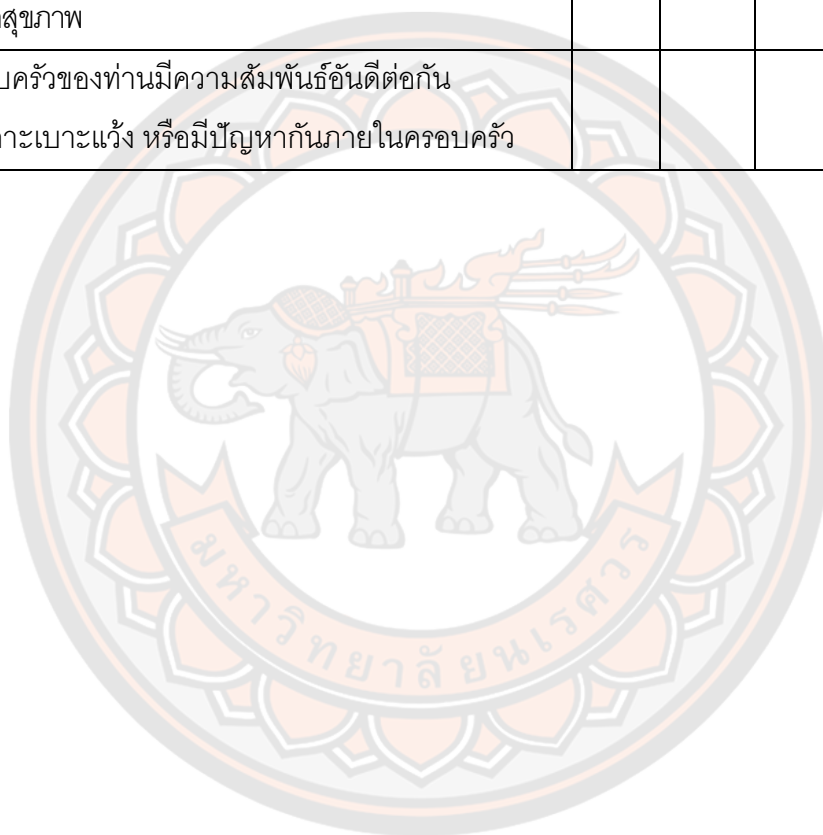 สุขภาพ
ครัวของท่านมีความสัมพันธ์อันดีต่อกัน
าะเบาะแว้ง หรือมีปัญหากันภายในครอบครัว
มหาวิทยาลัยนเรศวร